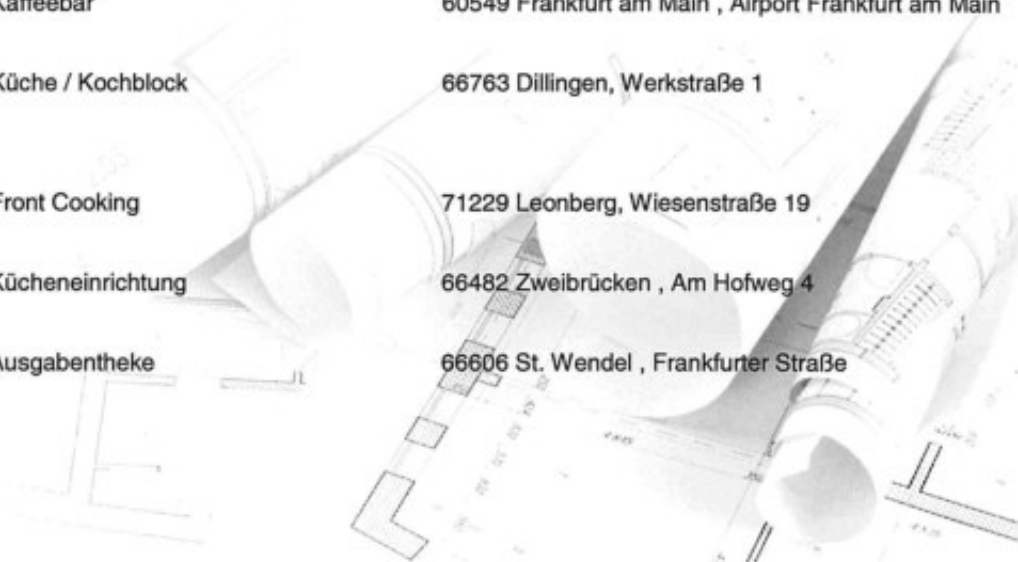 Kaffeebar 60549 Frankfurt am Main , Airport Frankfurt am Main
Küche / Kochblock 66763 Dillingen, Werkstraße 1
Front Cooking 71229 Leonberg, Wiesenstraße 19
Kücheneinrichtung 66482 Zweibrücken , Am Hofweg 4
Ausgabentheke 66606 St. Wendel , Frankfurter Straße